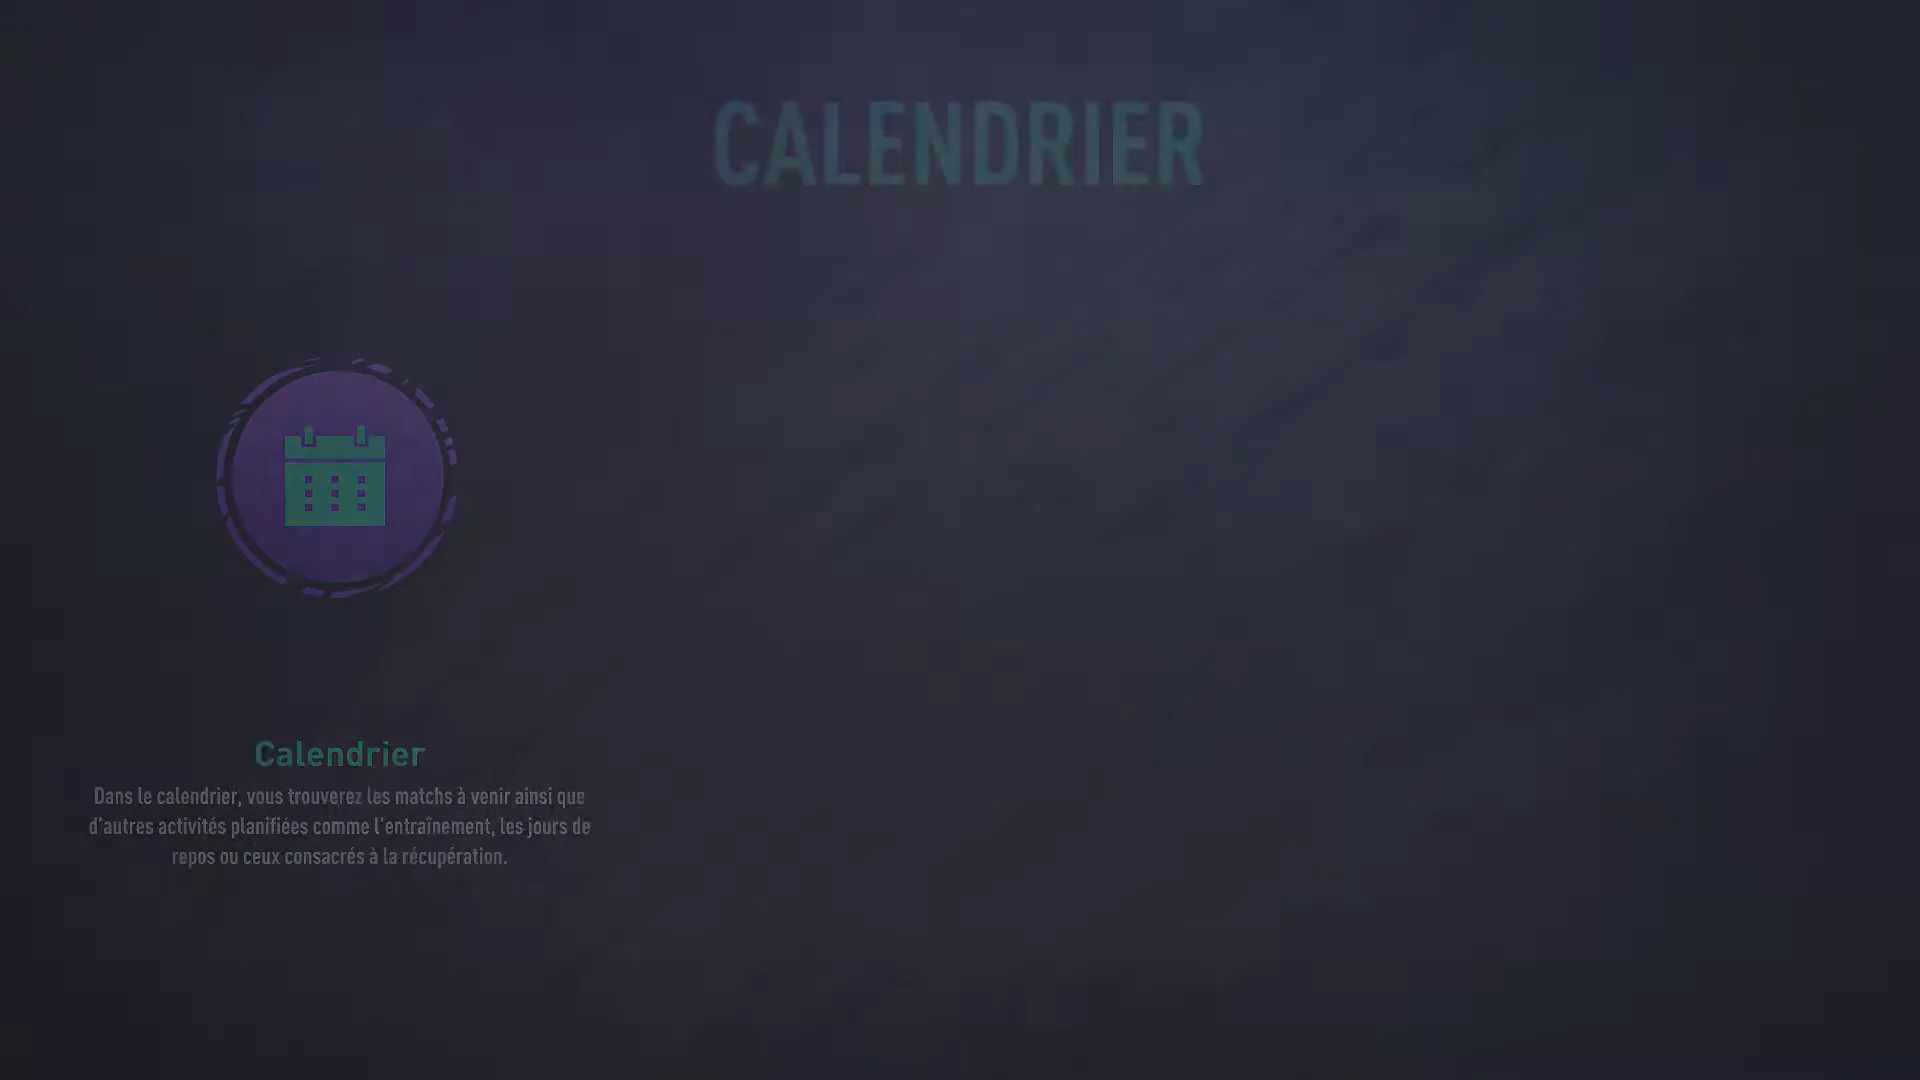 CALENDRIER
Calendrier
Dans le calendrier, vous trouverez les matchs à venir ainsi que
d'autres activités planifiées comme l'entraînement, les jours de
repos ou ceux consacrés à la récupération.